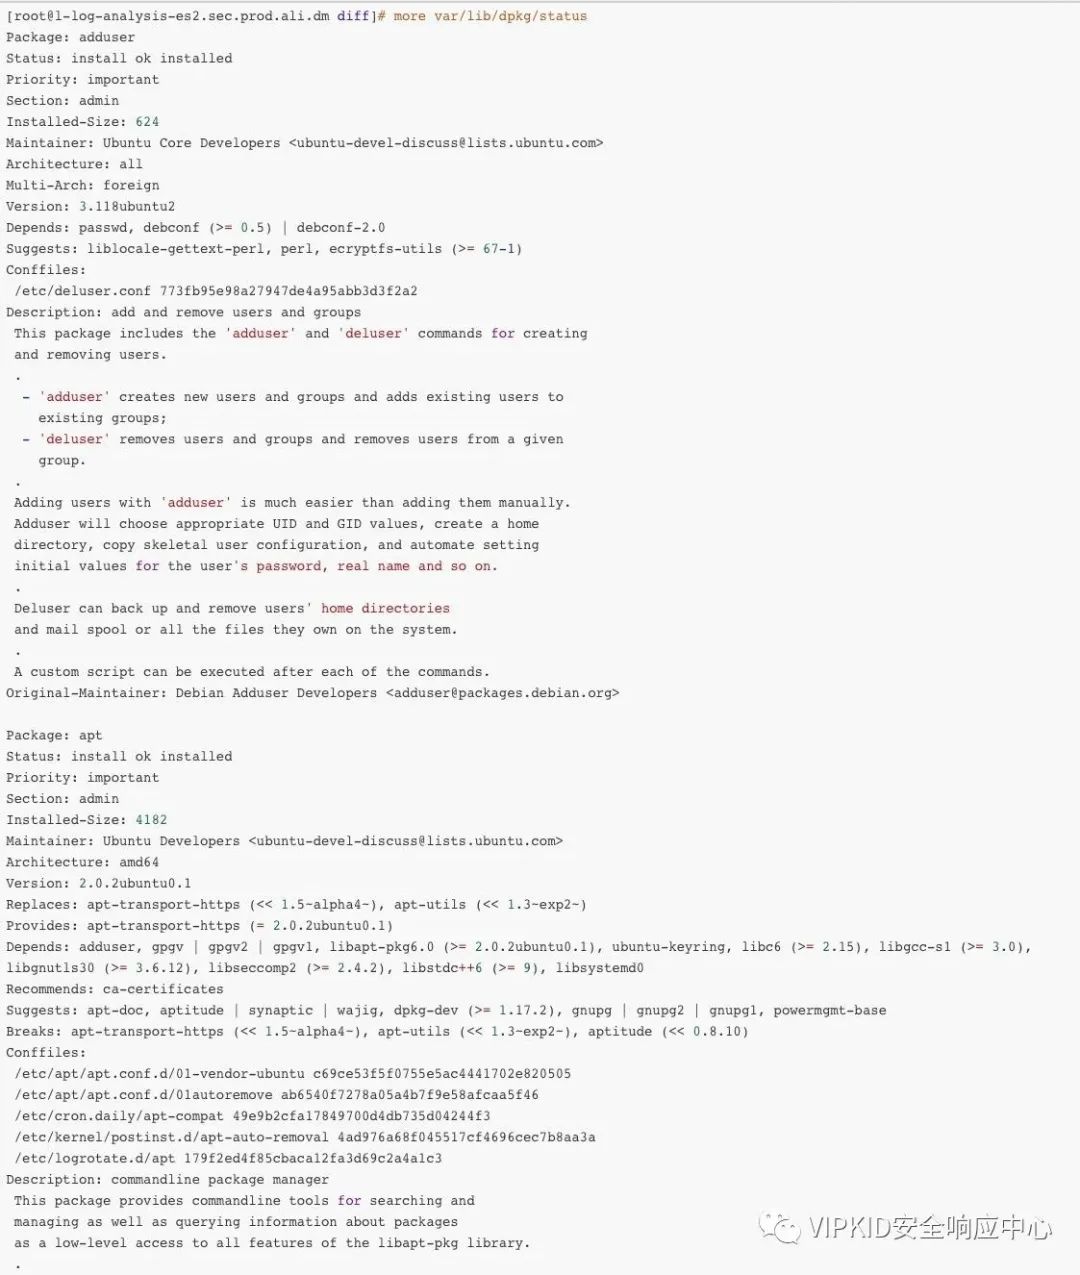 [root@l-log-analysis-es2.sec.prod.ali.dm diff]# more var/lib/dpkg/status
Package: adduser
Status: install ok installed
Priority: important
Section: admin
Installed-Size: 624
Maintainer: Ubuntu Core Developers <ubuntu-devel-discuss@lists.ubuntu.com>
Architecture: all
Multi-Arch: foreign
Version: 3.118ubuntu2
Depends: passwd, debconf (>= 0.5) | debconf-2.0
Suggests: liblocale-gettext-perl, perl, ecryptfs-utils (>= 67-1)
Conffiles:
 /etc/deluser.conf 773fb95e98a27947de4a95abb3d3f2a2
Description: add and remove users and groups
 This package includes the 'adduser' and 'deluser' commands for creating
 and removing users.
 .
  - 'adduser' creates new users and groups and adds existing users to
    existing groups;
  - 'deluser' removes users and groups and removes users from a given
    group.
 .
 Adding users with 'adduser' is much easier than adding them manually.
 Adduser will choose appropriate UID and GID values, create a home
 directory, copy skeletal user configuration, and automate setting
 initial values for the user's password, real name and so on.
 .
 Deluser can back up and remove users' home directories
 and mail spool or all the files they own on the system.
 .
 A custom script can be executed after each of the commands.
Original-Maintainer: Debian Adduser Developers <adduser@packages.debian.org>

Package: apt
Status: install ok installed
Priority: important
Section: admin
Installed-Size: 4182
Maintainer: Ubuntu Developers <ubuntu-devel-discuss@lists.ubuntu.com>
Architecture: amd64
Version: 2.0.2ubuntu0.1
Replaces: apt-transport-https (<< 1.5~alpha4~), apt-utils (<< 1.3~exp2~)
Provides: apt-transport-https (= 2.0.2ubuntu0.1)
Depends: adduser, gpgv | gpgv2 | gpgv1, libapt-pkg6.0 (>= 2.0.2ubuntu0.1), ubuntu-keyring, libc6 (>= 2.15), libgcc-s1 (>= 3.0),
libgnutls30 (>= 3.6.12), libseccomp2 (>= 2.4.2), libstdc++6 (>= 9), libsystemd0
Recommends: ca-certificates
Suggests: apt-doc, aptitude | synaptic | wajig, dpkg-dev (>= 1.17.2), gnupg | gnupg2 | gnupg1, powermgmt-base
Breaks: apt-transport-https (<< 1.5~alpha4~), apt-utils (<< 1.3~exp2~), aptitude (<< 0.8.10)
Conffiles:
 /etc/apt/apt.conf.d/01-vendor-ubuntu c69ce53f5f0755e5ac4441702e820505
 /etc/apt/apt.conf.d/01autoremove ab6540f7278a05a4b7f9e58afcaa5f46
 /etc/cron.daily/apt-compat 49e9b2cfa17849700d4db735d04244f3
 /etc/kernel/postinst.d/apt-auto-removal 4ad976a68f045517cf4696cec7b8aa3a
 /etc/logrotate.d/apt 179f2ed4f85cbaca12fa3d69c2a4a1c3
Description: commandline package manager
 This package provides commandline tools for searching and
 managing as well as querying information about packages
 as a low-level access to all features of the libapt-pkg library.
 .
VIPKID安全响应中心